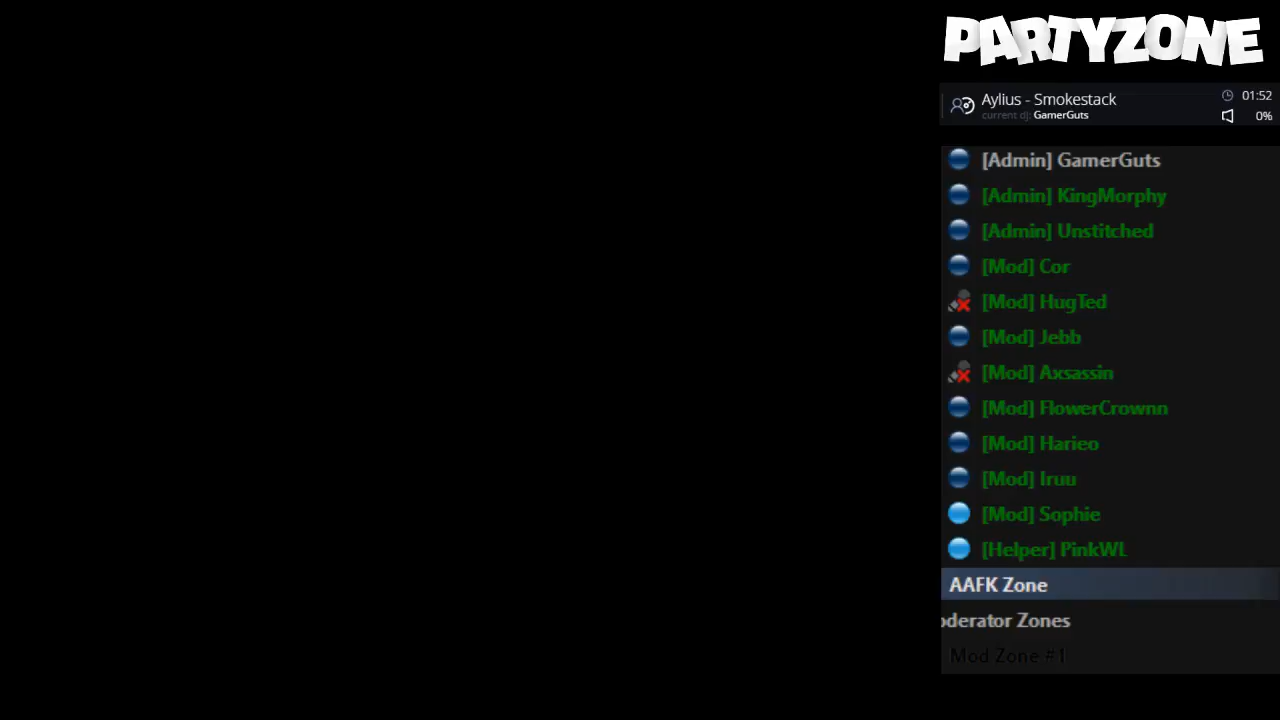 PARTYZONE
Aylius - Smokestack
01:52
current dj: GamerGuts
0%
[Admin] GamerGuts
[Admin] KingMorphy
[Admin] Unstitched
[Mod] Cor
[Mod] HugTed
[Mod] Jebb
[Mod] Axsassin
[Mod] FlowerCrownn
[Mod] Harieo
[Mod] Iruu
[Mod] Sophie
[Helper] PinkWL
AAFK Zone
oderator Zones
Mod Zone #1